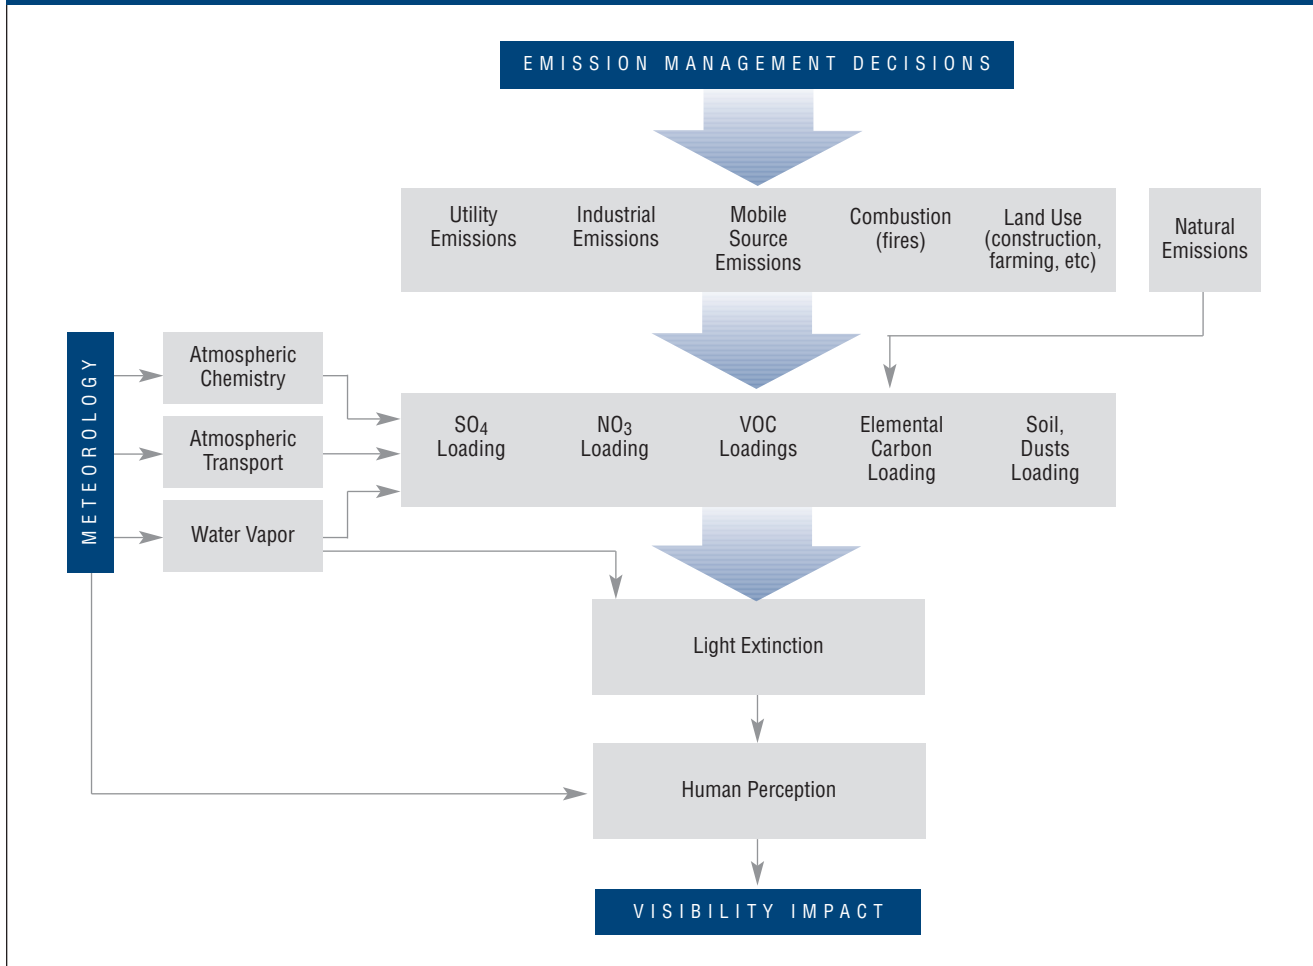 EMISSION MANAGEMENT DECISIONS
Utility
Emissions
Industrial
Emissions
Mobile
Source
Emissions
Combustion
(fires)
Land Use
(construction,
farming, etc)
Natural
Emissions
METEOROLOGY
Atmospheric
Chemistry
Atmospheric
Transport
Water Vapor
SO4
Loading
NO3
Loading
VOC
Loadings
Elemental
Carbon
Loading
Soil,
Dusts
Loading
Light Extinction
Human Perception
VISIBILITY IMPACT